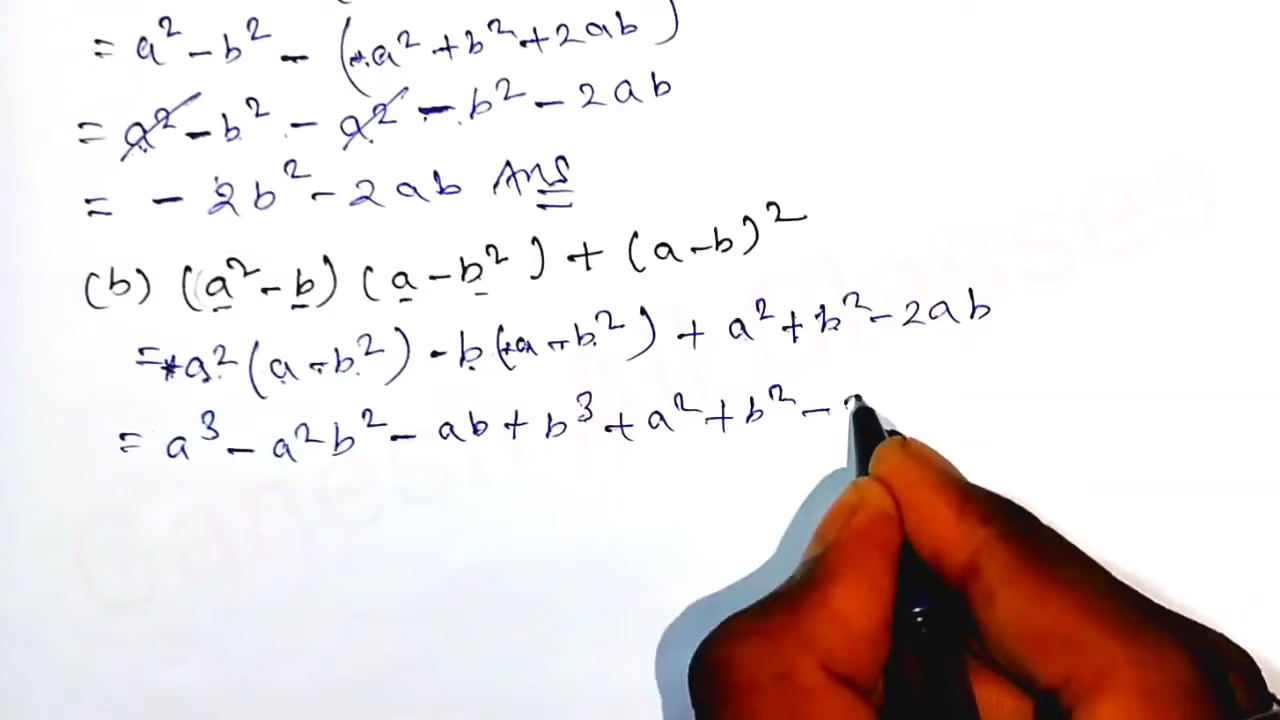 = a² - b² - (+a² + b² + 2ab)
= a² - b² - a² - b² - 2ab
= - 2b² - 2ab Ans
(b) (a² - b) (a - b²) + (a - b)²
= +a² (a - b²) - b (+a - b²) + a² + b² - 2ab
= a³ - a²b² - ab + b³ + a² + b² -